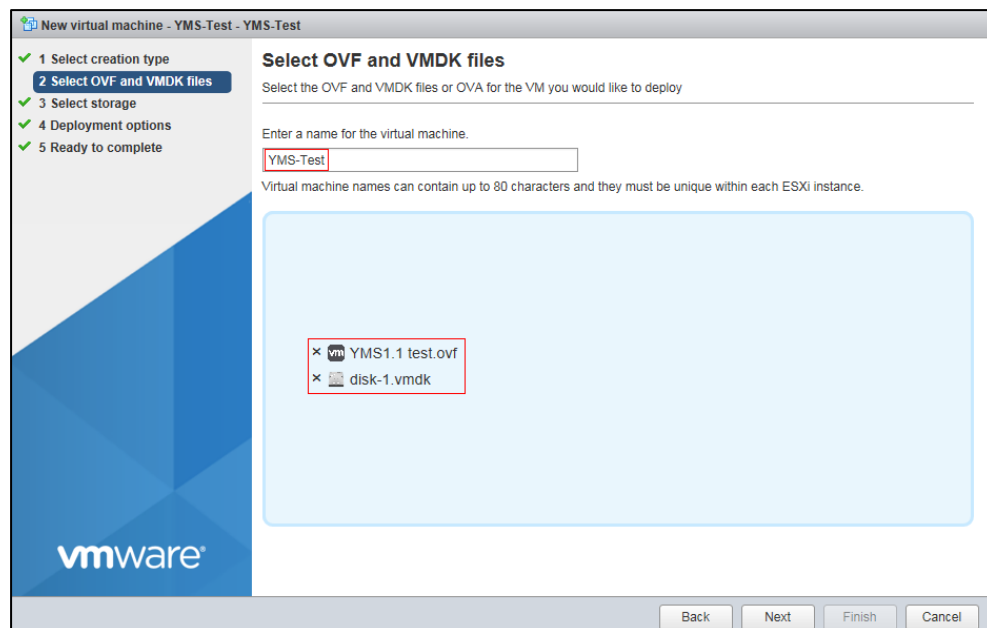 New virtual machine - YMS-Test - YMS-Test
1 Select creation type
2 Select OVF and VMDK files
3 Select storage
4 Deployment options
5 Ready to complete
Select OVF and VMDK files
Select the OVF and VMDK files or OVA for the VM you would like to deploy
Enter a name for the virtual machine.
YMS-Test
Virtual machine names can contain up to 80 characters and they must be unique within each ESXi instance.
× vm YMS1.1 test.ovf
× disk-1.vmdk
vmware®
Back Next Finish Cancel